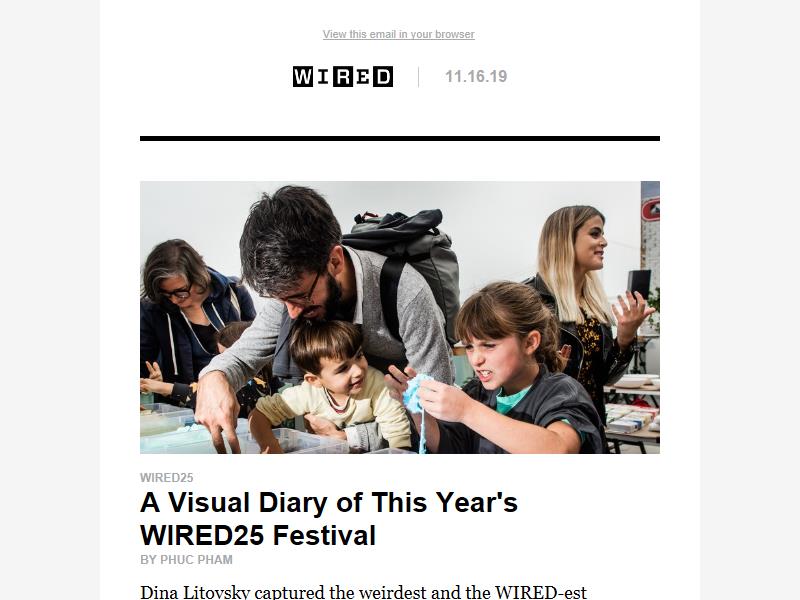 View this email in your browser
WIRED
11.16.19
WIRED25
A Visual Diary of This Year's
WIRED25 Festival
BY PHUC PHAM
Dina Litovsky captured the weirdest and the WIRED-est